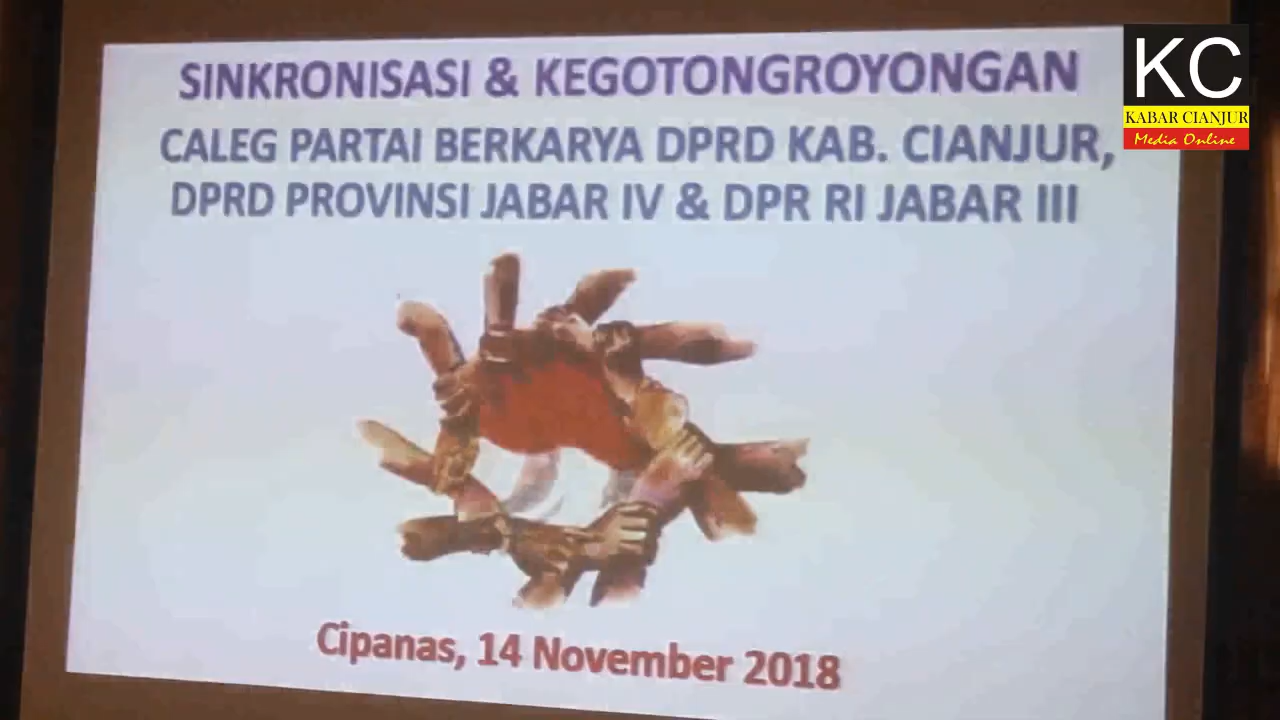 SINKRONISASI & KEGOTONGROYONGAN
CALEG PARTAI BERKARYA DPRD KAB. CIANJUR,
DPRD PROVINSI JABAR IV & DPR RI JABAR III
Cipanas, 14 November 2018
KC
KABAR CIANJUR
Media Online